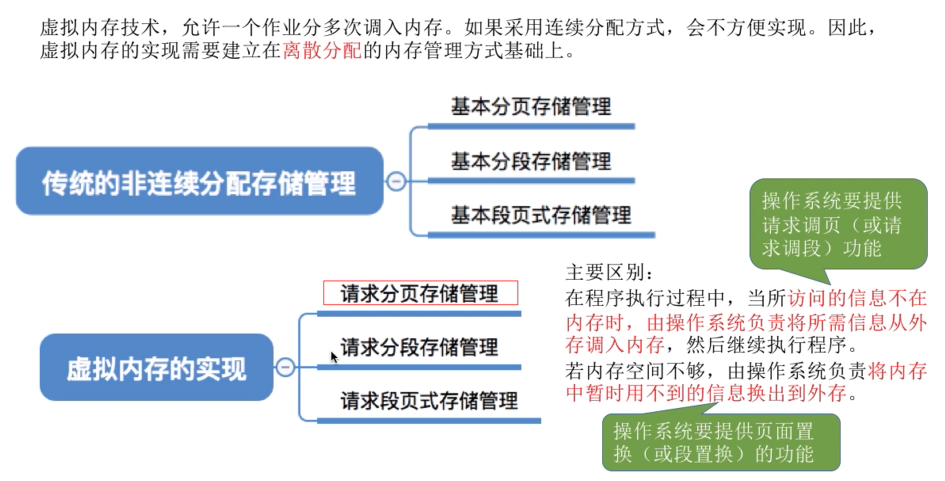 虚拟内存技术，允许一个作业分多次调入内存。如果采用连续分配方式，会不方便实现。因此，
虚拟内存的实现需要建立在离散分配的内存管理方式基础上。
基本分页存储管理
传统的非连续分配存储管理
基本分段存储管理
基本段页式存储管理
操作系统要提供
请求调页（或请
求调段）功能
请求分页存储管理
虚拟内存的实现
请求分段存储管理
请求段页式存储管理
主要区别：
在程序执行过程中，当所访问的信息不在
内存时，由操作系统负责将所需信息从外
存调入内存，然后继续执行程序。
若内存空间不够，由操作系统负责将内存
中暂时用不到的信息换出到外存。
操作系统要提供页面置
换（或段置换）的功能